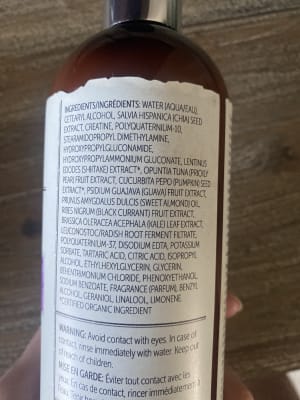 INGREDIENTS/INGRÉDIENTS: WATER (AQUA/EAU),
CETEARYL ALCOHOL, SALVIA HISPANICA (CHIA) SEED
EXTRACT, CREATINE, POLYQUATERNIUM-10,
STEARAMIDOPROPYL DIMETHYLAMINE,
HYDROXYPROPYLGLUCONAMIDE,
HYDROXYPROPYLAMMONIUM GLUCONATE, LENTINUS
EDODES (SHIITAKE) EXTRACT*, OPUNTIA TUNA (PRICKLY
PEAR) FRUIT EXTRACT, CUCURBITA PEPO (PUMPKIN) SEED
EXTRACT*, PSIDIUM GUAJAVA (GUAVA) FRUIT EXTRACT,
PRUNUS AMYGDALUS DULCIS (SWEET ALMOND) OIL,
RIBES NIGRUM (BLACK CURRANT) FRUIT EXTRACT,
BRASSICA OLERACEA ACEPHALA (KALE) LEAF EXTRACT,
LEUCONOSTOC/RADISH ROOT FERMENT FILTRATE,
POLYQUATERNIUM-37, DISODIUM EDTA, POTASSIUM
SORBATE, TARTARIC ACID, CITRIC ACID, ISOPROPYL
ALCOHOL, ETHYLHEXYLGLYCERIN, GLYCERIN,
BEHENTRIMONIUM CHLORIDE, PHENOXYETHANOL,
SODIUM BENZOATE, FRAGRANCE (PARFUM), BENZYL
ALCOHOL, GERANIOL, LINALOOL, LIMONENE
*CERTIFIED ORGANIC INGREDIENT
WARNING: Avoid contact with eyes. In case of
contact, rinse immediately with water. Keep out
of reach of children.
MISE EN GARDE: Éviter tout contact avec les
yeux. En cas de contact, rincer immédiatement à